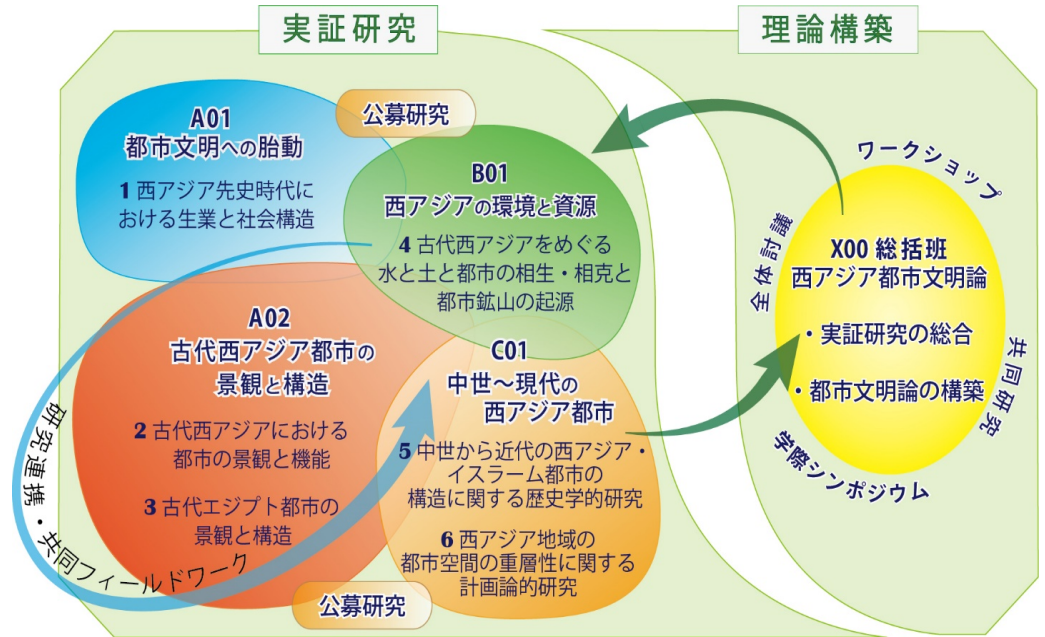 実証研究
理論構築
公募研究
A01
都市文明への胎動
1 西アジア先史時代に
おける生業と社会構造
B01
西アジアの環境と資源
4 古代西アジアをめぐる
水と土と都市の相生・相克と
都市鉱山の起源
A02
古代西アジア都市の
景観と構造
2 古代西アジアにおける
都市の景観と機能
3 古代エジプト都市の
景観と構造
C01
中世～現代の
西アジア都市
5 中世から近代の西アジア・
イスラーム都市の
構造に関する歴史学的研究
6 西アジア地域の
都市空間の重層性に関する
計画論的研究
公募研究
研究連携・共同フィールドワーク
ワークショップ
全体討議
X00 総括班
西アジア都市文明論
・実証研究の総合
・都市文明論の構築
共同研究
学際シンポジウム